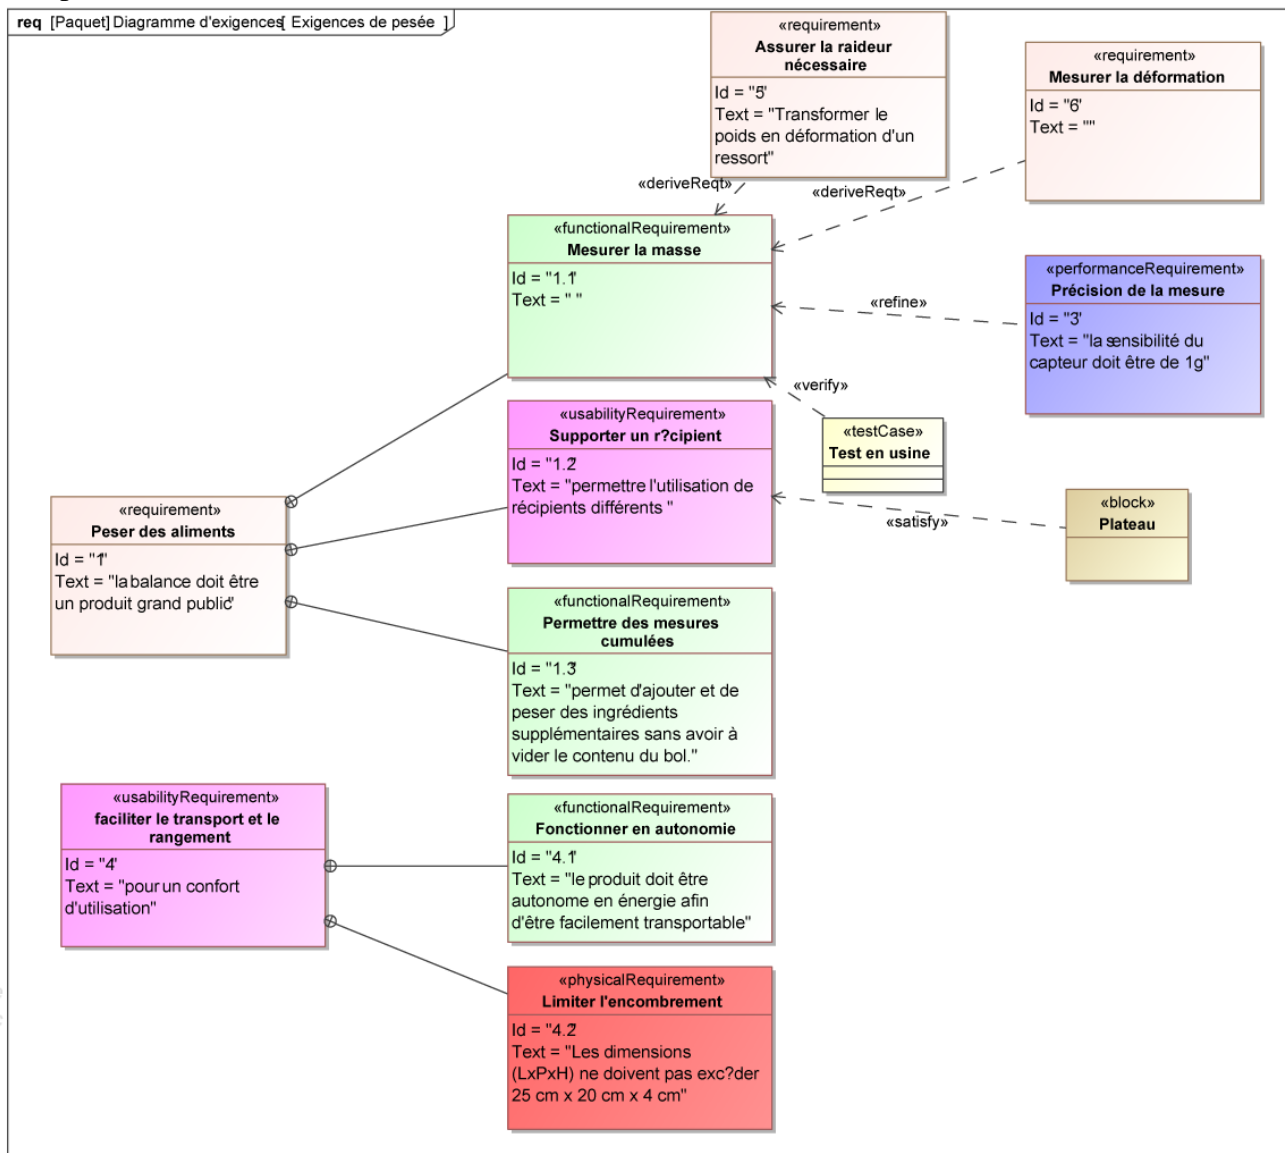 req [Paquet] Diagramme d'exigences[ Exigences de pesée ]
«requirement»
Assurer la raideur
nécessaire
Id = "5"
Text = "Transformer le
poids en déformation d'un
ressort"
«requirement»
Mesurer la déformation
Id = "6"
Text = ""
«deriveReqt»
«deriveReqt»
«functionalRequirement»
Mesurer la masse
Id = "1.1"
Text = " "
«performanceRequirement»
Précision de la mesure
Id = "3"
Text = "la sensibilité du
capteur doit être de 1g"
«refine»
«verify»
«testCase»
Test en usine
«usabilityRequirement»
Supporter un r?cipient
Id = "1.2"
Text = "permettre l'utilisation de
récipients différents "
«satisfy»
«block»
Plateau
«requirement»
Peser des aliments
Id = "1"
Text = "la balance doit être
un produit grand public"
«functionalRequirement»
Permettre des mesures
cumulées
Id = "1.3"
Text = "permet d'ajouter et de
peser des ingrédients
supplémentaires sans avoir à
vider le contenu du bol."
«usabilityRequirement»
faciliter le transport et le
rangement
Id = "4"
Text = "pour un confort
d'utilisation"
«functionalRequirement»
Fonctionner en autonomie
Id = "4.1"
Text = "le produit doit être
autonome en énergie afin
d'être facilement transportable"
«physicalRequirement»
Limiter l'encombrement
Id = "4.2"
Text = "Les dimensions
(LxPxH) ne doivent pas exc?der
25 cm x 20 cm x 4 cm"